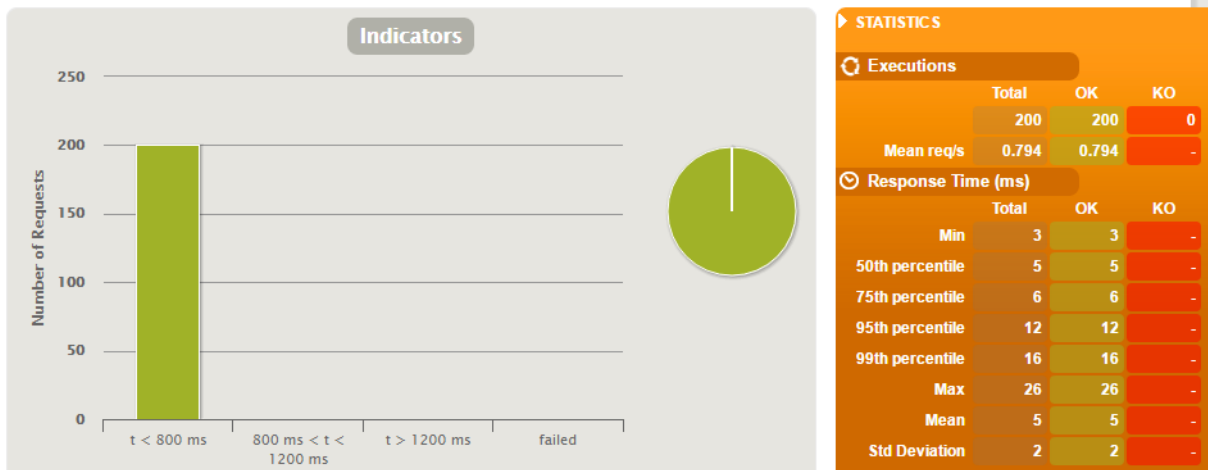 Indicators
Number of Requests
250
200
150
100
50
0
t < 800 ms
800 ms < t <
1200 ms
t > 1200 ms
failed
STATISTICS
Executions
Total OK KO
200 200 0
Mean req/s 0.794 0.794 -
Response Time (ms)
Total OK KO
Min 3 3 -
50th percentile 5 5 -
75th percentile 6 6 -
95th percentile 12 12 -
99th percentile 16 16 -
Max 26 26 -
Mean 5 5 -
Std Deviation 2 2 -